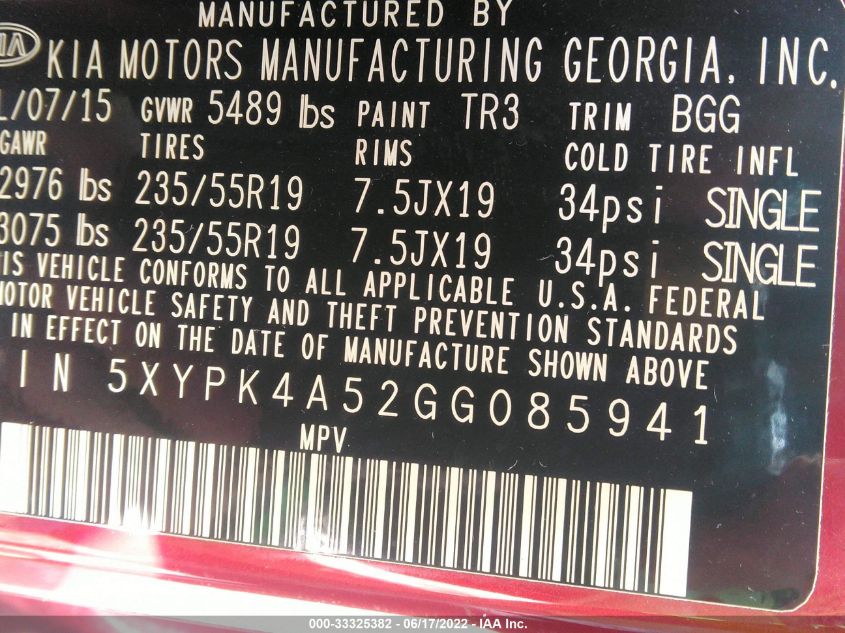 MANUFACTURED BY
KIA KIA MOTORS MANUFACTURING GEORGIA, INC.
/07/15 GVWR 5489 lbs PAINT TR3 TRIM BGG
GAWR TIRES RIMS COLD TIRE INFL
2976 lbs 235/55R19 7.5JX19 34psi SINGLE
3075 lbs 235/55R19 7.5JX19 34psi SINGLE
IS VEHICLE CONFORMS TO ALL APPLICABLE U.S.A. FEDERAL
MOTOR VEHICLE SAFETY AND THEFT PREVENTION STANDARDS
IN EFFECT ON THE DATE OF MANUFACTURE SHOWN ABOVE
IN 5XYPK4A52GG085941
MPV
000-33325382 - 06/17/2022 - IAA Inc.